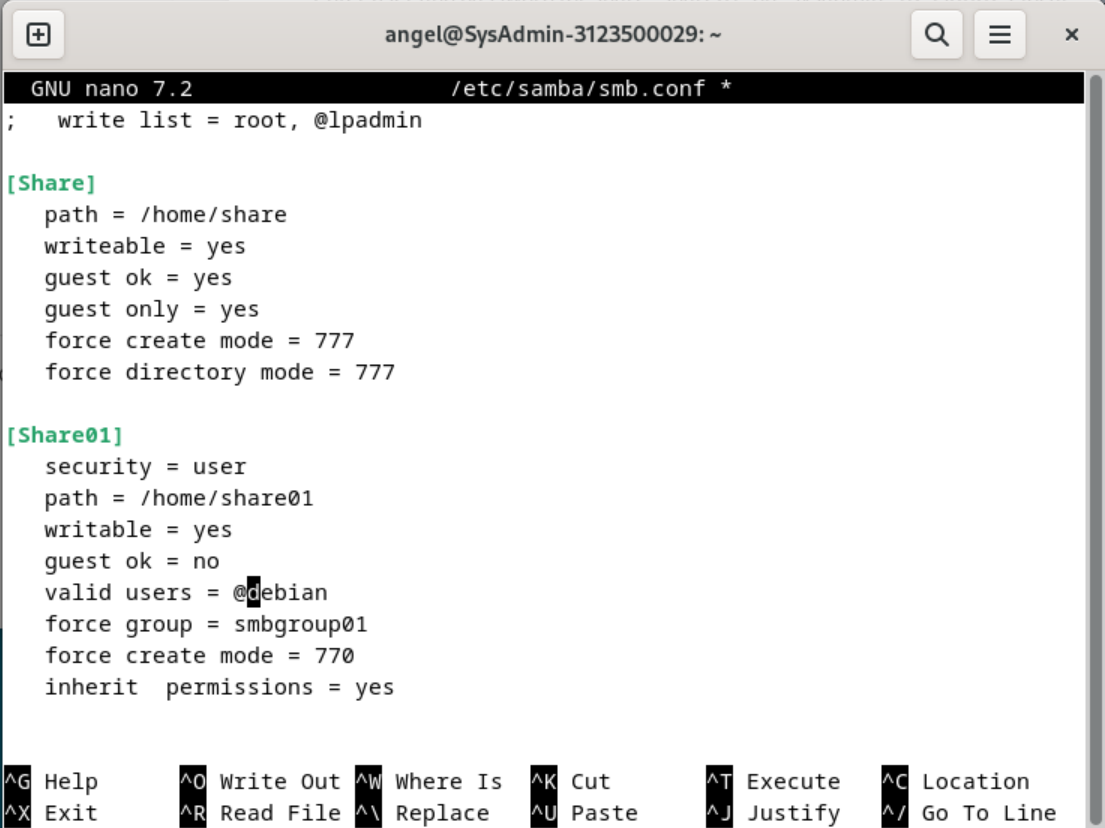 angel@SysAdmin-3123500029: ~
GNU nano 7.2 /etc/samba/smb.conf *
;   write list = root, @lpadmin
[Share]
   path = /home/share
   writeable = yes
   guest ok = yes
   guest only = yes
   force create mode = 777
   force directory mode = 777
[Share01]
   security = user
   path = /home/share01
   writable = yes
   guest ok = no
   valid users = @debian
   force group = smbgroup01
   force create mode = 770
   inherit  permissions = yes
^G Help ^O Write Out ^W Where Is ^K Cut ^T Execute ^C Location
^X Exit ^R Read File ^\ Replace ^U Paste ^J Justify ^/ Go To Line